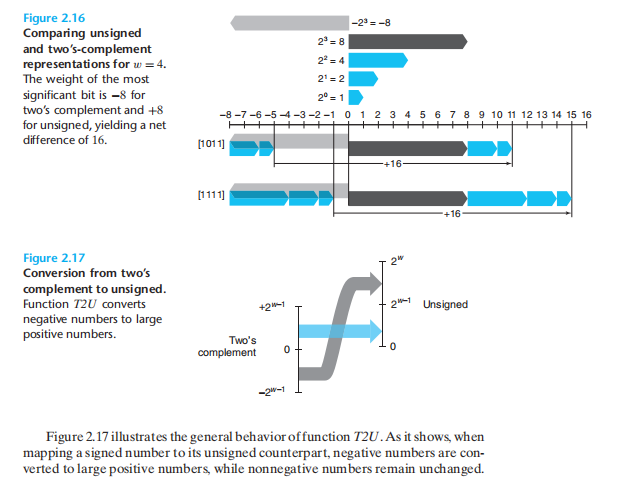 Figure 2.16
Comparing unsigned
and two's-complement
representations for w = 4.
The weight of the most
significant bit is −8 for
two's complement and +8
for unsigned, yielding a net
difference of 16.
−2³ = −8
2³ = 8
2² = 4
2¹ = 2
2⁰ = 1
−8 −7 −6 −5 −4 −3 −2 −1 0 1 2 3 4 5 6 7 8 9 10 11 12 13 14 15 16
[1011]
+16
[1111]
+16
Figure 2.17
Conversion from two's
complement to unsigned.
Function T2U converts
negative numbers to large
positive numbers.
2ʷ
+2ʷ⁻¹
2ʷ⁻¹ Unsigned
Two's
complement
0
0
−2ʷ⁻¹
Figure 2.17 illustrates the general behavior of function T2U. As it shows, when
mapping a signed number to its unsigned counterpart, negative numbers are con-
verted to large positive numbers, while nonnegative numbers remain unchanged.